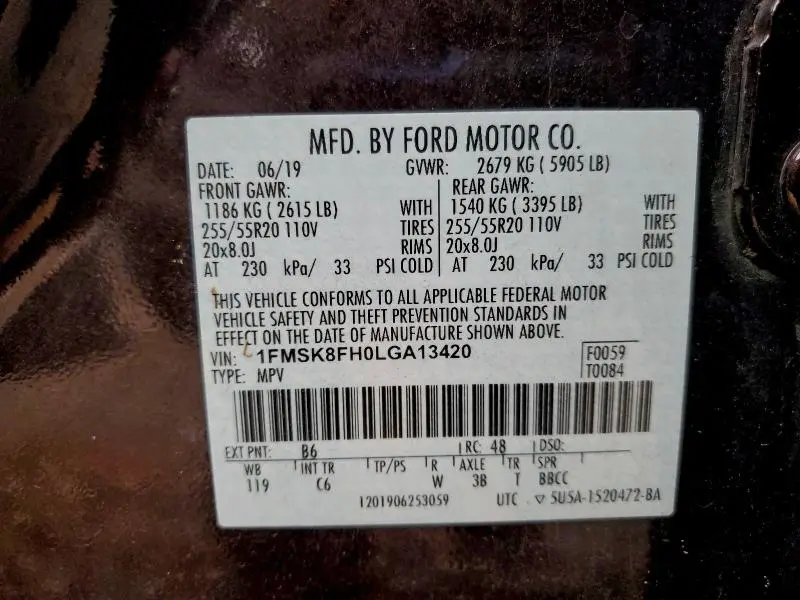 MFD. BY FORD MOTOR CO.
DATE: 06/19 GVWR: 2679 KG ( 5905 LB)
FRONT GAWR: REAR GAWR:
1186 KG ( 2615 LB) WITH 1540 KG ( 3395 LB) WITH
255/55R20 110V TIRES 255/55R20 110V TIRES
20x8.0J RIMS 20x8.0J RIMS
AT 230 kPa/ 33 PSI COLD AT 230 kPa/ 33 PSI COLD
THIS VEHICLE CONFORMS TO ALL APPLICABLE FEDERAL MOTOR
VEHICLE SAFETY AND THEFT PREVENTION STANDARDS IN
EFFECT ON THE DATE OF MANUFACTURE SHOWN ABOVE.
VIN: 1FMSK8FH0LGA13420 F0059
TYPE: MPV T0084
EXT PNT: B6 RC: 48 DSO:
WB INT TR TP/PS R AXLE TR SPR
119 C6 W 3B T BBCC
1201906253059 UTC ▽ 5U5A-1520472-BA